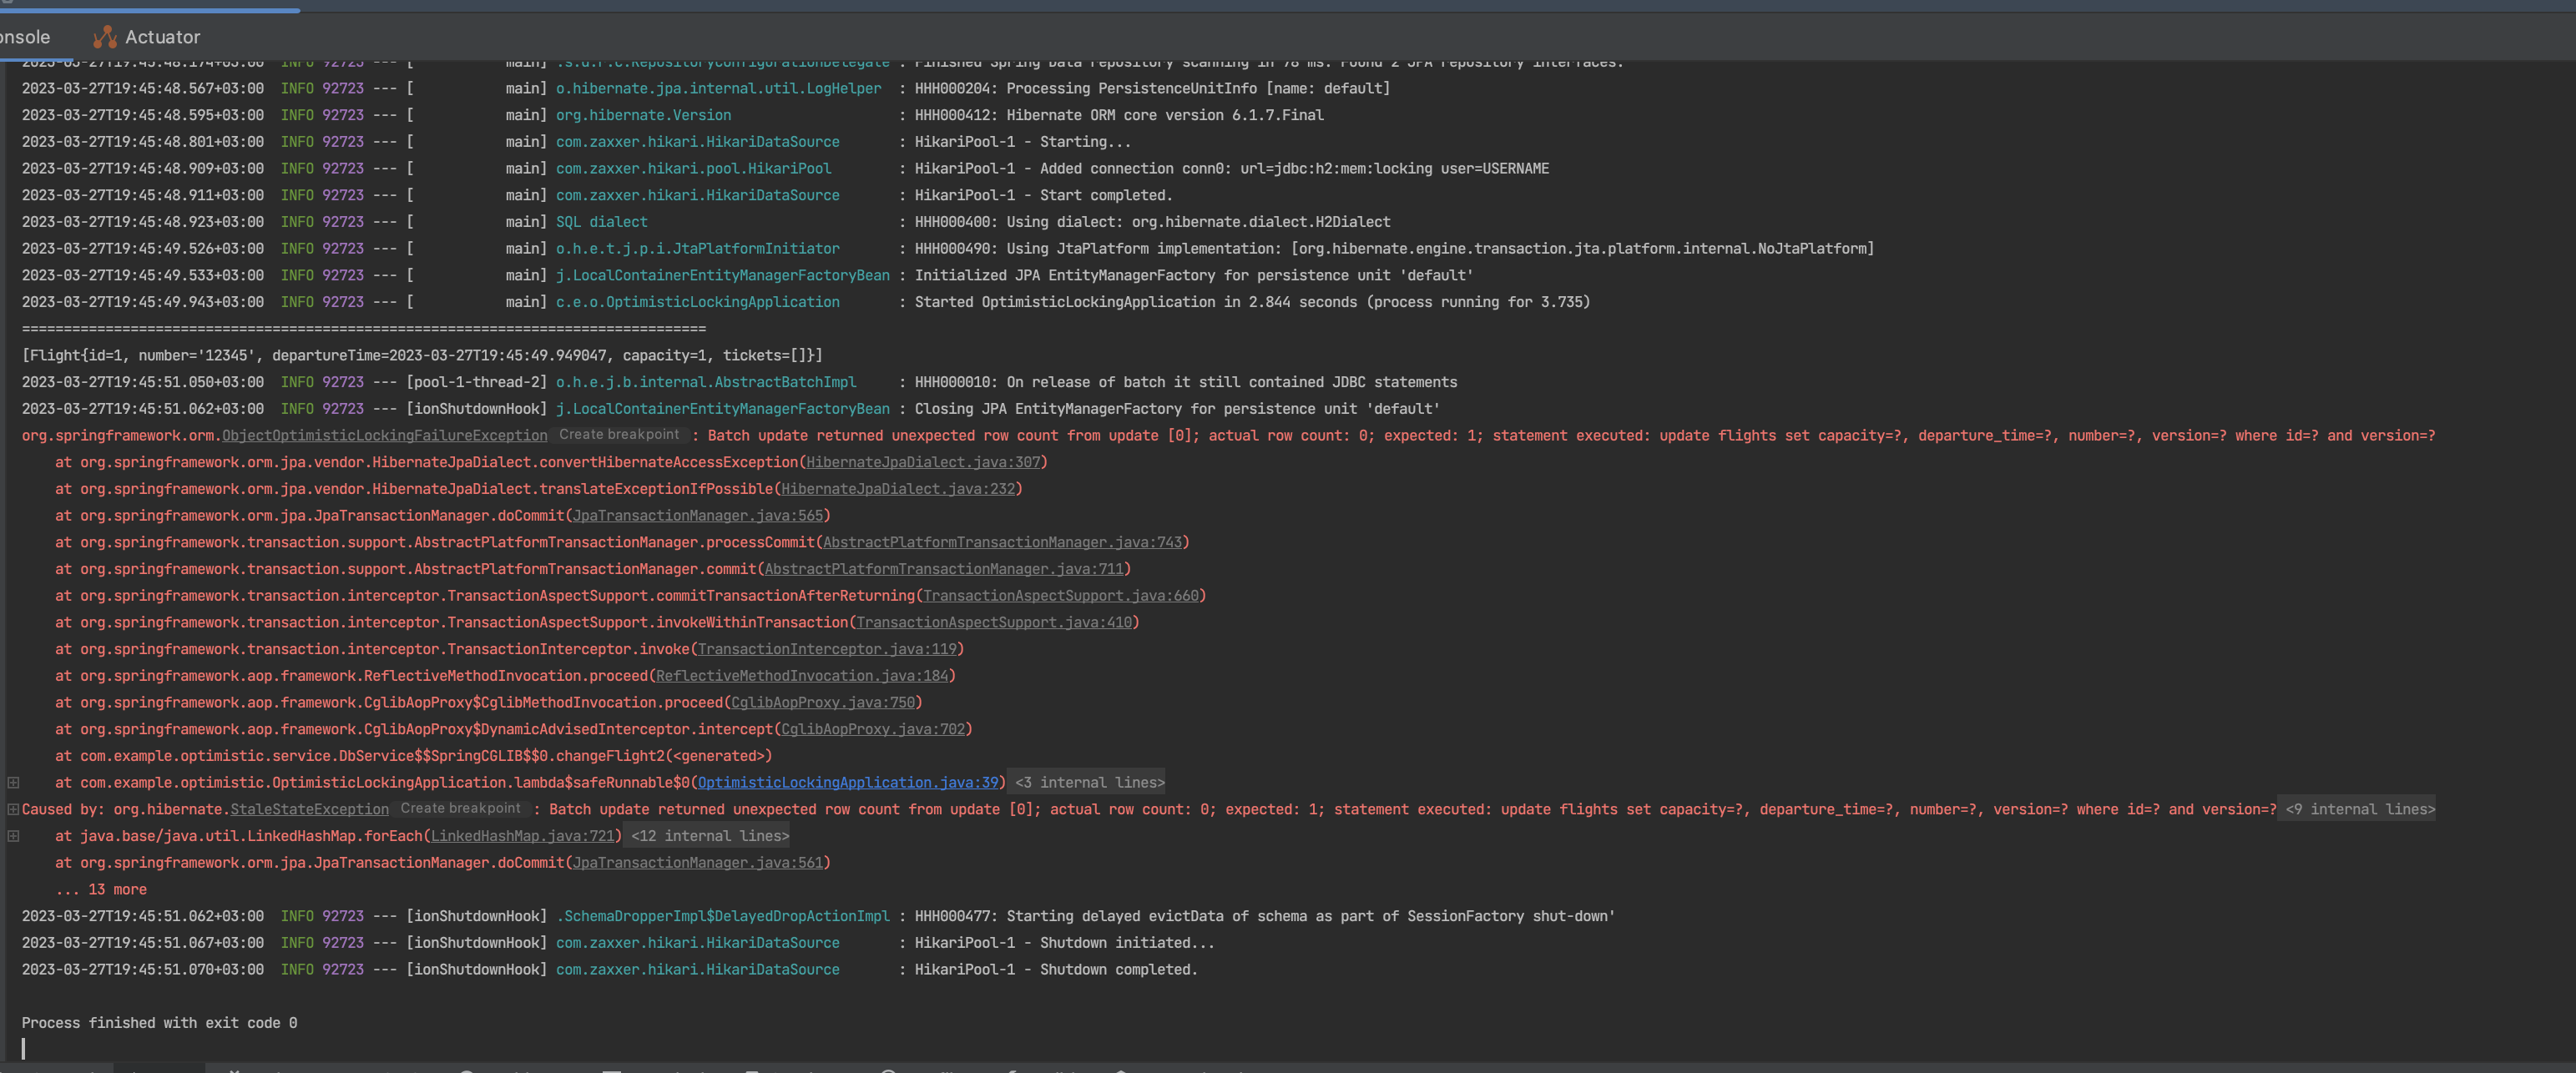 onsole Actuator
2023-03-27T19:45:48.174+03:00  INFO 92723 --- [           main] .s.d.r.c.RepositoryConfigurationDelegate : Finished Spring Data repository scanning in 78 ms. Found 2 JPA repository interfaces.
2023-03-27T19:45:48.567+03:00  INFO 92723 --- [           main] o.hibernate.jpa.internal.util.LogHelper  : HHH000204: Processing PersistenceUnitInfo [name: default]
2023-03-27T19:45:48.595+03:00  INFO 92723 --- [           main] org.hibernate.Version                    : HHH000412: Hibernate ORM core version 6.1.7.Final
2023-03-27T19:45:48.801+03:00  INFO 92723 --- [           main] com.zaxxer.hikari.HikariDataSource       : HikariPool-1 - Starting...
2023-03-27T19:45:48.909+03:00  INFO 92723 --- [           main] com.zaxxer.hikari.pool.HikariPool        : HikariPool-1 - Added connection conn0: url=jdbc:h2:mem:locking user=USERNAME
2023-03-27T19:45:48.911+03:00  INFO 92723 --- [           main] com.zaxxer.hikari.HikariDataSource       : HikariPool-1 - Start completed.
2023-03-27T19:45:48.923+03:00  INFO 92723 --- [           main] SQL dialect                              : HHH000400: Using dialect: org.hibernate.dialect.H2Dialect
2023-03-27T19:45:49.526+03:00  INFO 92723 --- [           main] o.h.e.t.j.p.i.JtaPlatformInitiator       : HHH000490: Using JtaPlatform implementation: [org.hibernate.engine.transaction.jta.platform.internal.NoJtaPlatform]
2023-03-27T19:45:49.533+03:00  INFO 92723 --- [           main] j.LocalContainerEntityManagerFactoryBean : Initialized JPA EntityManagerFactory for persistence unit 'default'
2023-03-27T19:45:49.943+03:00  INFO 92723 --- [           main] c.e.o.OptimisticLockingApplication       : Started OptimisticLockingApplication in 2.844 seconds (process running for 3.735)
==================================================================================
[Flight{id=1, number='12345', departureTime=2023-03-27T19:45:49.949047, capacity=1, tickets=[]}]
2023-03-27T19:45:51.050+03:00  INFO 92723 --- [pool-1-thread-2] o.h.e.j.b.internal.AbstractBatchImpl     : HHH000010: On release of batch it still contained JDBC statements
2023-03-27T19:45:51.062+03:00  INFO 92723 --- [ionShutdownHook] j.LocalContainerEntityManagerFactoryBean : Closing JPA EntityManagerFactory for persistence unit 'default'
org.springframework.orm.ObjectOptimisticLockingFailureException Create breakpoint : Batch update returned unexpected row count from update [0]; actual row count: 0; expected: 1; statement executed: update flights set capacity=?, departure_time=?, number=?, version=? where id=? and version=?
    at org.springframework.orm.jpa.vendor.HibernateJpaDialect.convertHibernateAccessException(HibernateJpaDialect.java:307)
    at org.springframework.orm.jpa.vendor.HibernateJpaDialect.translateExceptionIfPossible(HibernateJpaDialect.java:232)
    at org.springframework.orm.jpa.JpaTransactionManager.doCommit(JpaTransactionManager.java:565)
    at org.springframework.transaction.support.AbstractPlatformTransactionManager.processCommit(AbstractPlatformTransactionManager.java:743)
    at org.springframework.transaction.support.AbstractPlatformTransactionManager.commit(AbstractPlatformTransactionManager.java:711)
    at org.springframework.transaction.interceptor.TransactionAspectSupport.commitTransactionAfterReturning(TransactionAspectSupport.java:660)
    at org.springframework.transaction.interceptor.TransactionAspectSupport.invokeWithinTransaction(TransactionAspectSupport.java:410)
    at org.springframework.transaction.interceptor.TransactionInterceptor.invoke(TransactionInterceptor.java:119)
    at org.springframework.aop.framework.ReflectiveMethodInvocation.proceed(ReflectiveMethodInvocation.java:184)
    at org.springframework.aop.framework.CglibAopProxy$CglibMethodInvocation.proceed(CglibAopProxy.java:750)
    at org.springframework.aop.framework.CglibAopProxy$DynamicAdvisedInterceptor.intercept(CglibAopProxy.java:702)
    at com.example.optimistic.service.DbService$$SpringCGLIB$$0.changeFlight2(<generated>)
    at com.example.optimistic.OptimisticLockingApplication.lambda$safeRunnable$0(OptimisticLockingApplication.java:39) <3 internal lines>
Caused by: org.hibernate.StaleStateException Create breakpoint : Batch update returned unexpected row count from update [0]; actual row count: 0; expected: 1; statement executed: update flights set capacity=?, departure_time=?, number=?, version=? where id=? and version=? <9 internal lines>
    at java.base/java.util.LinkedHashMap.forEach(LinkedHashMap.java:721) <12 internal lines>
    at org.springframework.orm.jpa.JpaTransactionManager.doCommit(JpaTransactionManager.java:561)
    ... 13 more
2023-03-27T19:45:51.062+03:00  INFO 92723 --- [ionShutdownHook] .SchemaDropperImpl$DelayedDropActionImpl : HHH000477: Starting delayed evictData of schema as part of SessionFactory shut-down'
2023-03-27T19:45:51.067+03:00  INFO 92723 --- [ionShutdownHook] com.zaxxer.hikari.HikariDataSource       : HikariPool-1 - Shutdown initiated...
2023-03-27T19:45:51.070+03:00  INFO 92723 --- [ionShutdownHook] com.zaxxer.hikari.HikariDataSource       : HikariPool-1 - Shutdown completed.
Process finished with exit code 0